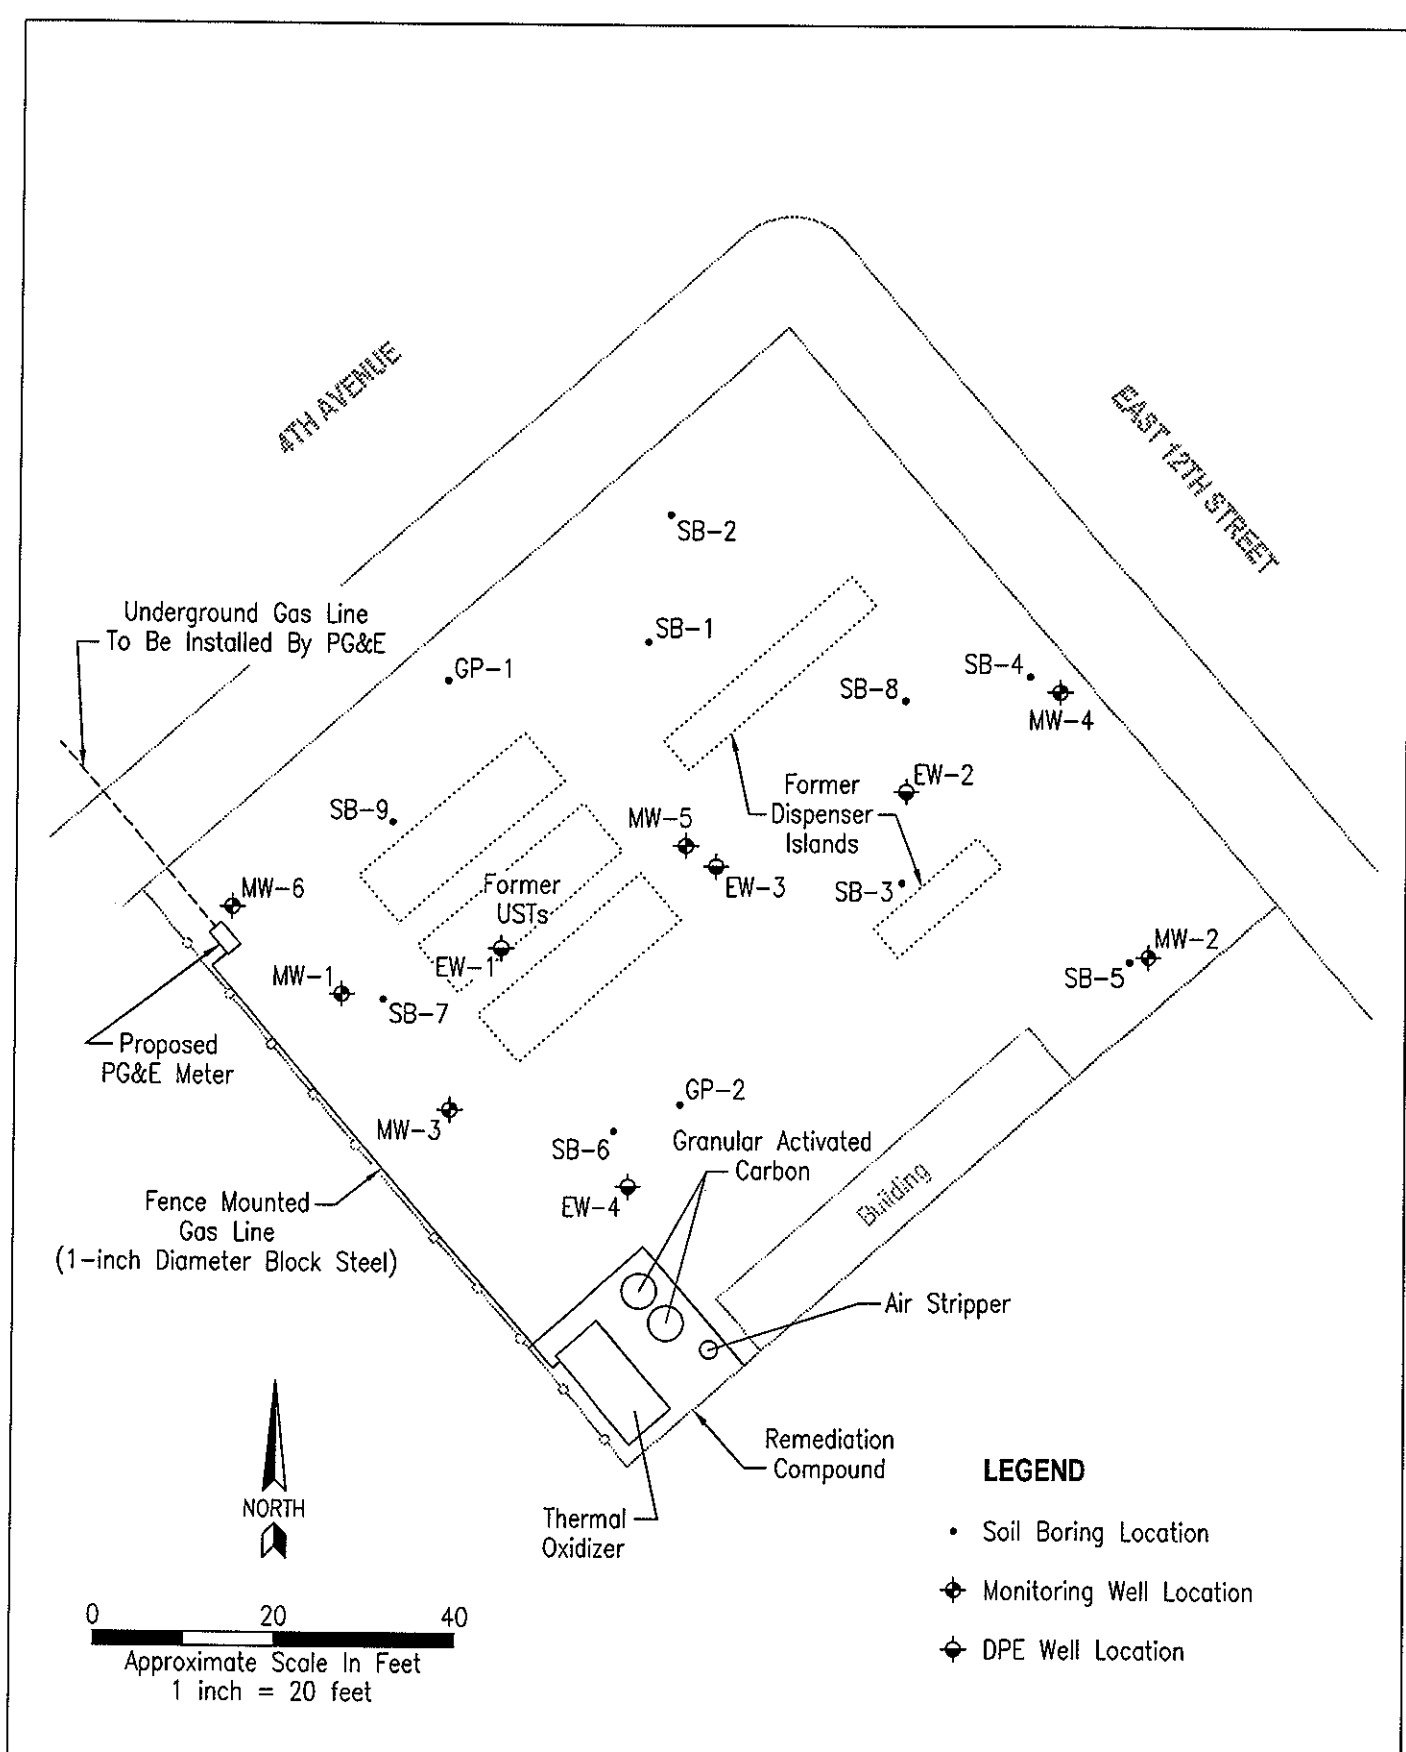 4TH AVENUE
EAST 12TH STREET
SB-2
Underground Gas Line
To Be Installed By PG&E
SB-1
GP-1
SB-4
SB-8
MW-4
EW-2
Former
Dispenser
Islands
SB-9
MW-5
EW-3
SB-3
MW-6
Former
USTs
EW-1
MW-2
SB-5
MW-1
SB-7
Proposed
PG&E Meter
GP-2
MW-3
SB-6
Granular Activated
Carbon
EW-4
Building
Fence Mounted
Gas Line
(1-inch Diameter Block Steel)
Air Stripper
Remediation
Compound
Thermal
Oxidizer
NORTH
LEGEND
Soil Boring Location
Monitoring Well Location
DPE Well Location
0 20 40
Approximate Scale In Feet
1 inch = 20 feet